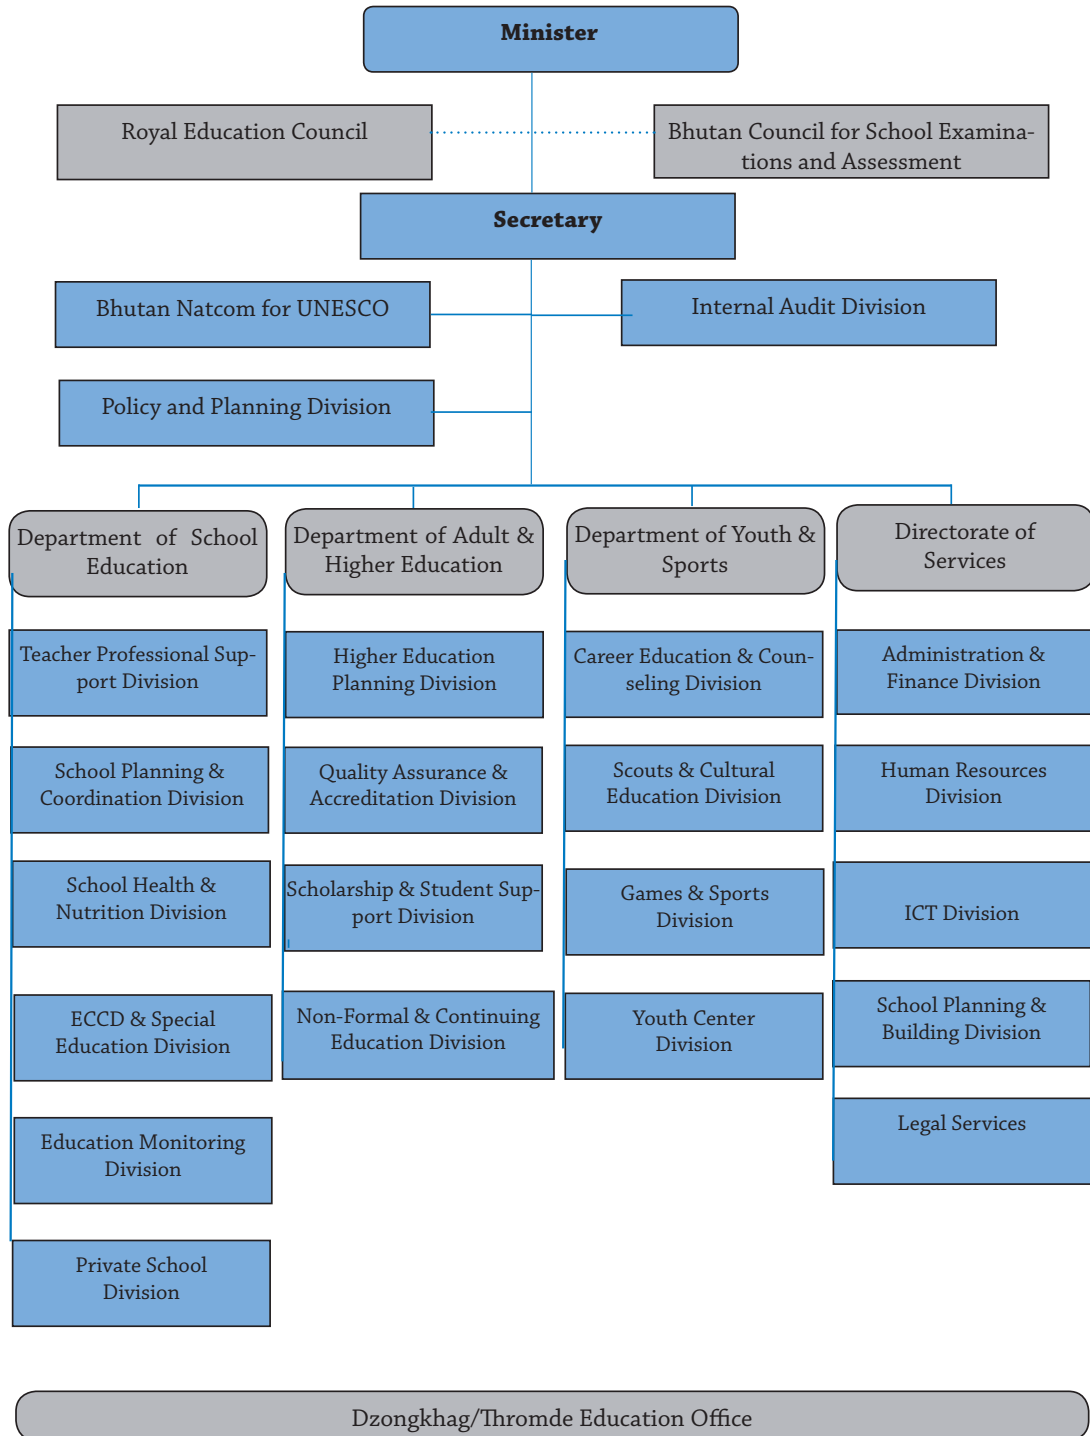 Minister
Royal Education Council
Bhutan Council for School Examina-
tions and Assessment
Secretary
Bhutan Natcom for UNESCO
Internal Audit Division
Policy and Planning Division
Department of School
Education
Department of Adult &
Higher Education
Department of Youth &
Sports
Directorate of
Services
Teacher Professional Sup-
port Division
Higher Education
Planning Division
Career Education & Coun-
seling Division
Administration &
Finance Division
School Planning &
Coordination Division
Quality Assurance &
Accreditation Division
Scouts & Cultural
Education Division
Human Resources
Division
School Health &
Nutrition Division
Scholarship & Student Sup-
port Division
Games & Sports
Division
ICT Division
ECCD & Special
Education Division
Non-Formal & Continuing
Education Division
Youth Center
Division
School Planning &
Building Division
Education Monitoring
Division
Legal Services
Private School
Division
Dzongkhag/Thromde Education Office